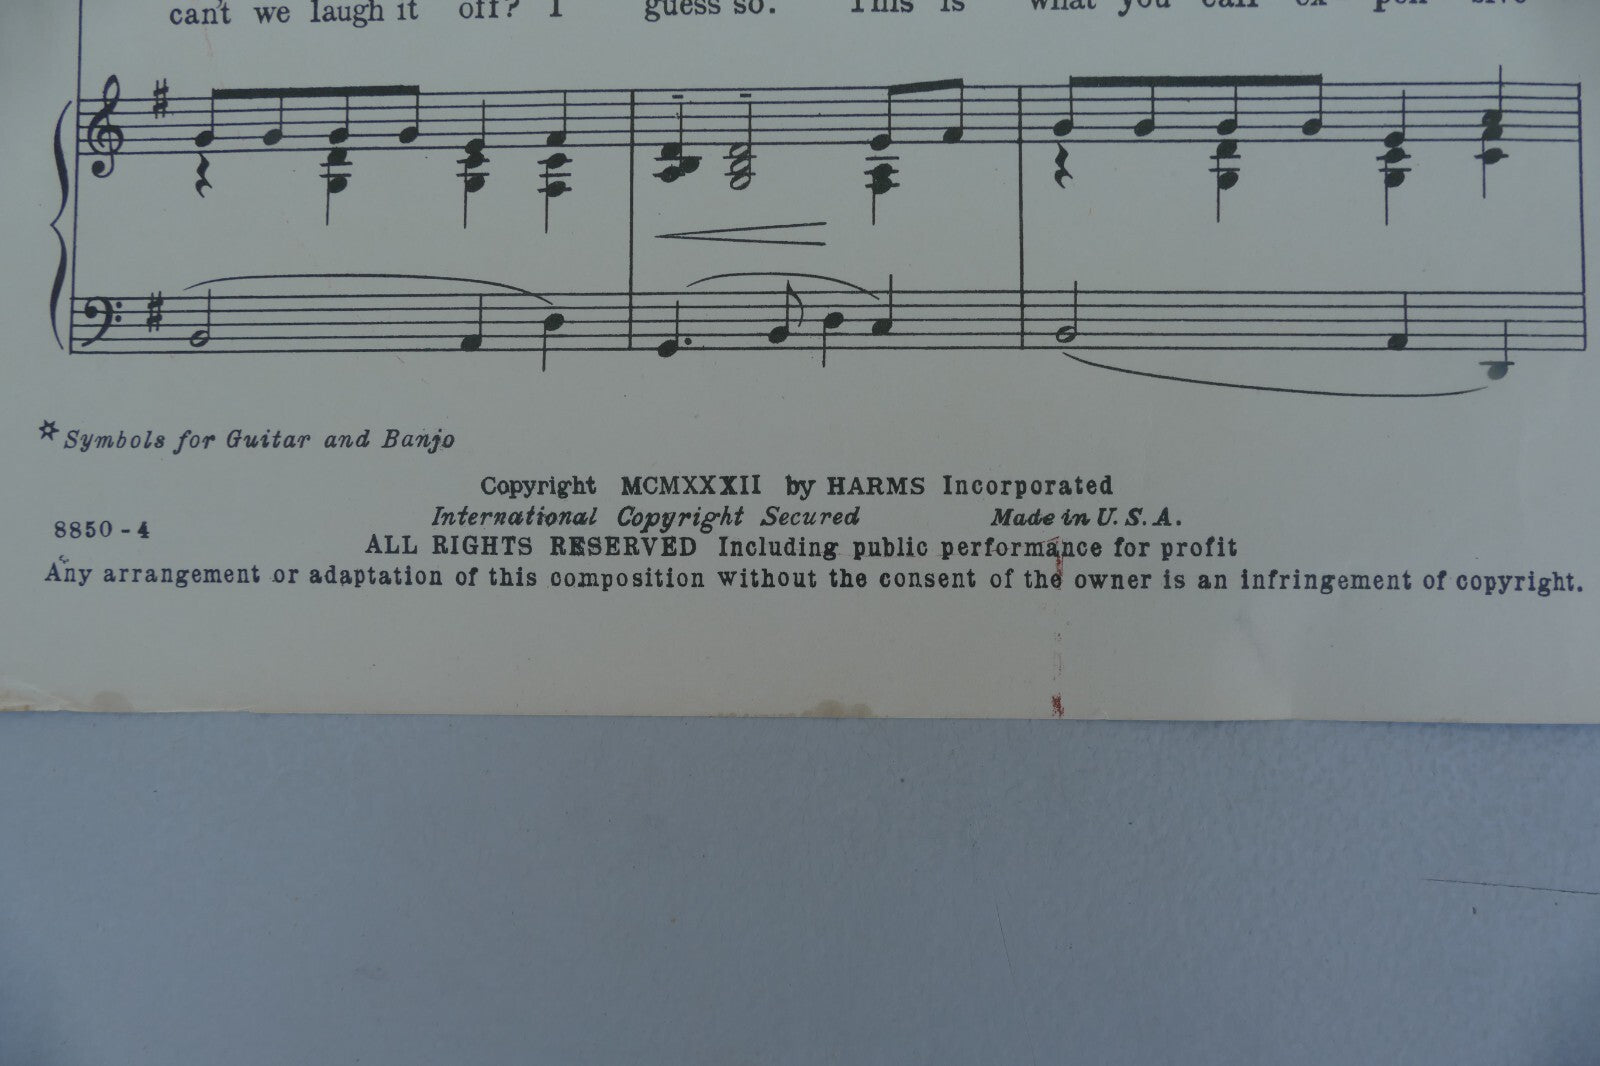 can't we laugh it off? I guess so. This is what you call ex - pen - sive
☆ Symbols for Guitar and Banjo
Copyright MCMXXXII by HARMS Incorporated
International Copyright Secured Made in U. S. A.
8850 - 4
ALL RIGHTS RESERVED Including public performance for profit
Any arrangement or adaptation of this composition without the consent of the owner is an infringement of copyright.